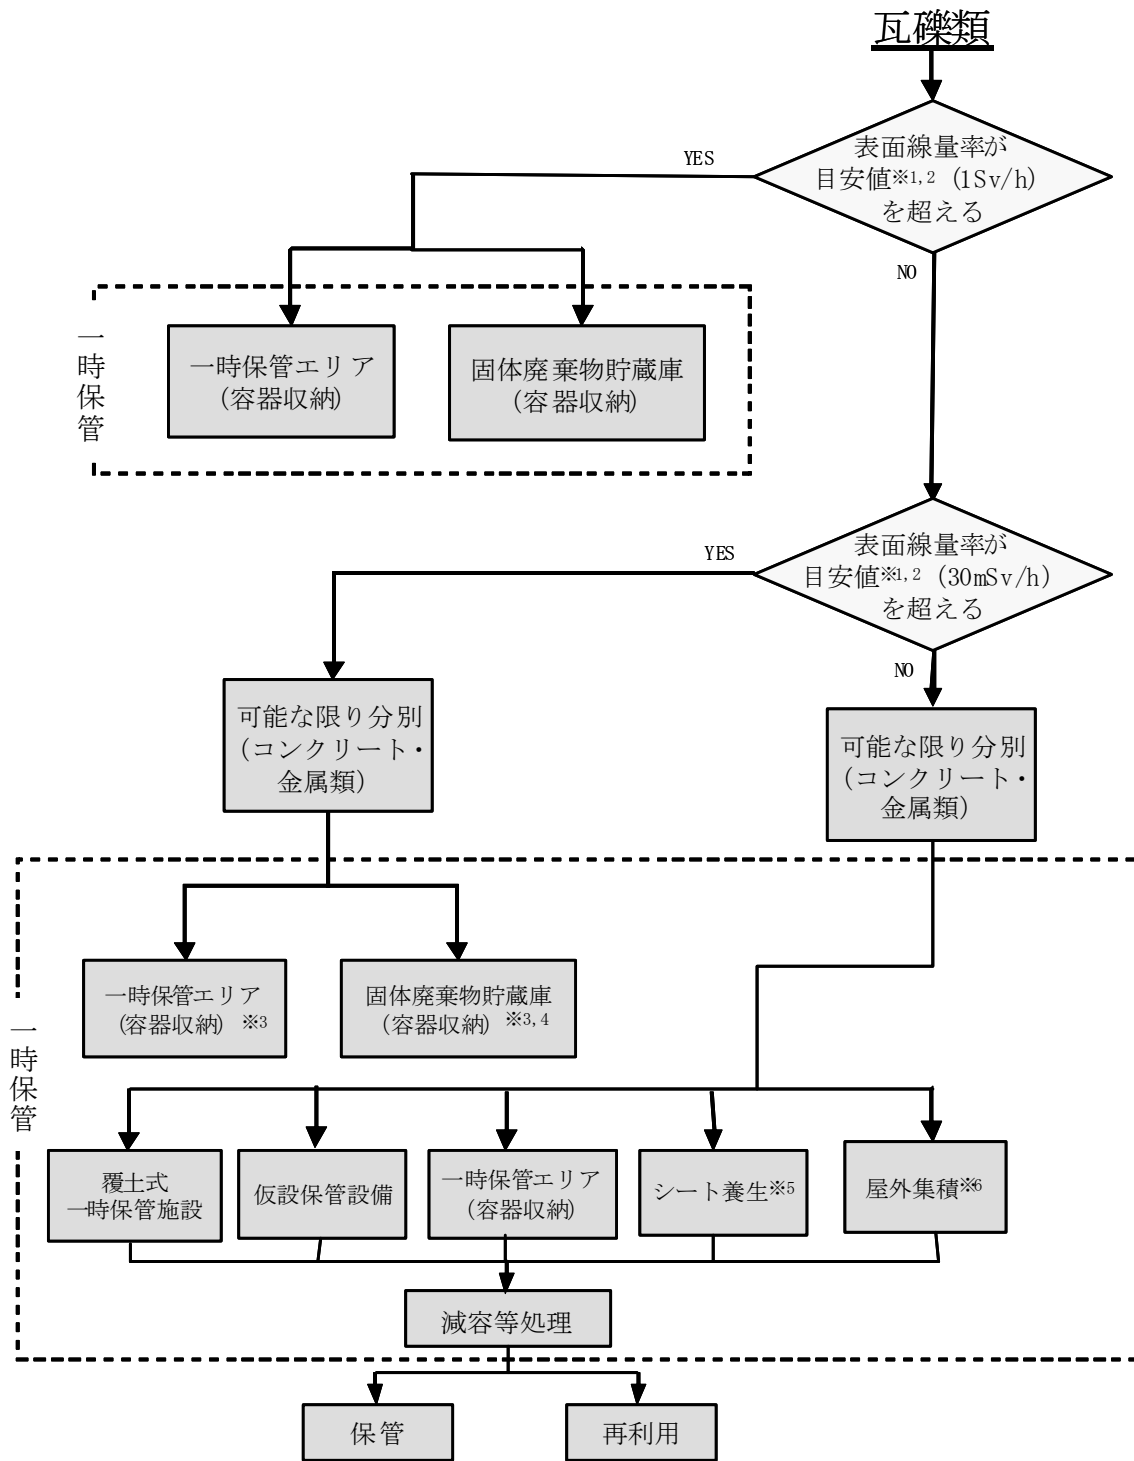 瓦礫類
表面線量率が
目安値※1,2 (1Sv/h)
を超える
YES
NO
一時保管
一時保管エリア
(容器収納)
固体廃棄物貯蔵庫
(容器収納)
表面線量率が
目安値※1,2 (30mSv/h)
を超える
YES
NO
可能な限り分別
(コンクリート・
金属類)
可能な限り分別
(コンクリート・
金属類)
一時保管
一時保管エリア
(容器収納) ※3
固体廃棄物貯蔵庫
(容器収納) ※3,4
覆土式
一時保管施設
仮設保管設備
一時保管エリア
(容器収納)
シート養生※5
屋外集積※6
減容等処理
保管
再利用